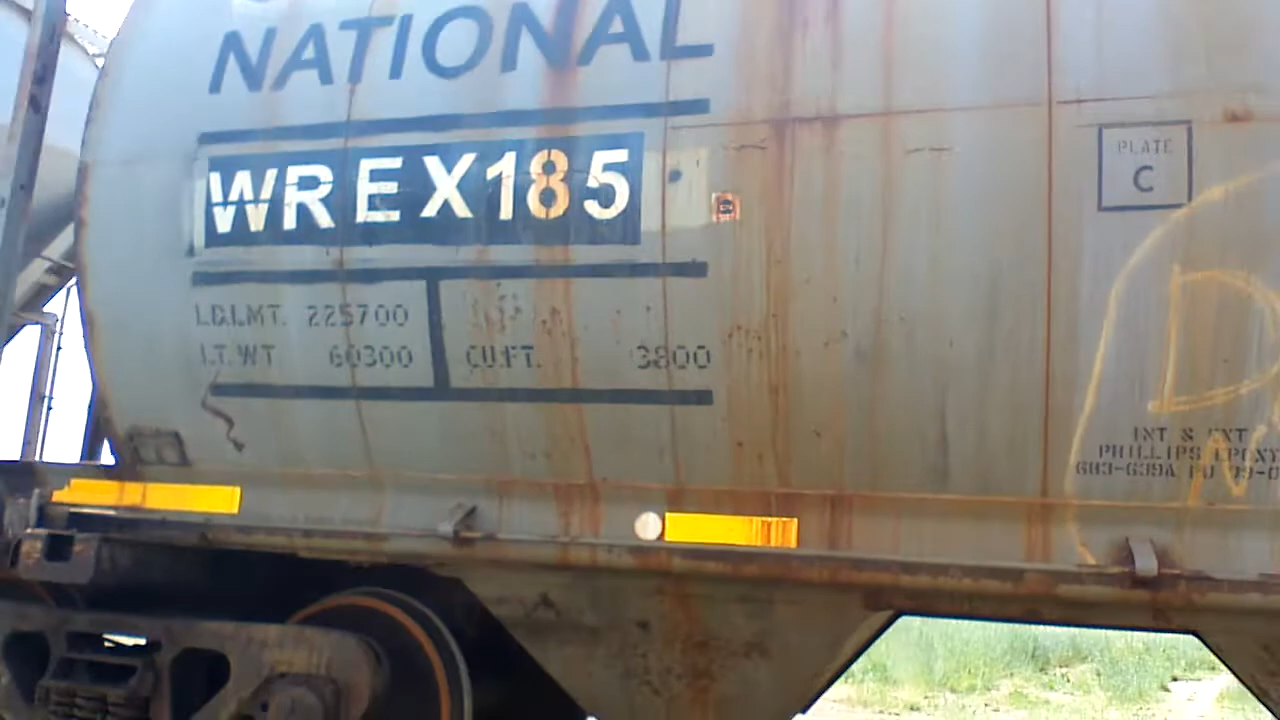 NATIONAL
WREX185
PLATE
C
LD.LMT. 225700
LT.WT 60300 CU.FT. 3800
INT & EXT
PHILLIPS EPOXY